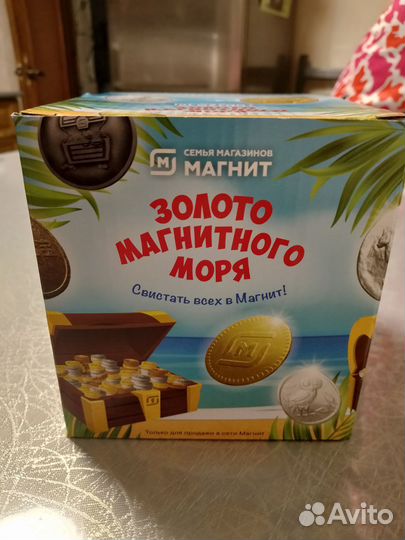 СЕМЬЯ МАГАЗИНОВ
МАГНИТ
ЗОЛОТО
МАГНИТНОГО
МОРЯ
Свистать всех в Магнит!
Только для продажи в сети Магнит
Avito